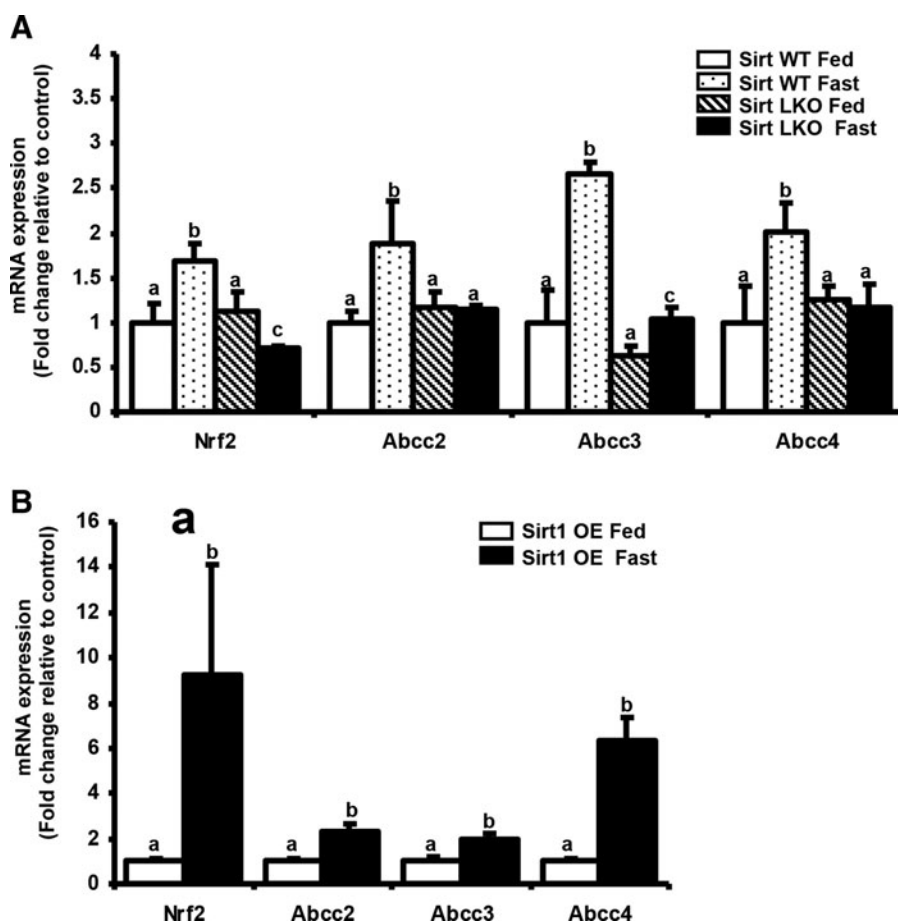 A
mRNA expression
(Fold change relative to control)
4
3.5
3
2.5
2
1.5
1
0.5
0
Sirt WT Fed
Sirt WT Fast
Sirt LKO Fed
Sirt LKO Fast
a b a c
a b a a
a b a c
a b a a
Nrf2 Abcc2 Abcc3 Abcc4
B
a
mRNA expression
(Fold change relative to control)
16
14
12
10
8
6
4
2
0
Sirt1 OE Fed
Sirt1 OE Fast
a b
a b
a b
a b
Nrf2 Abcc2 Abcc3 Abcc4